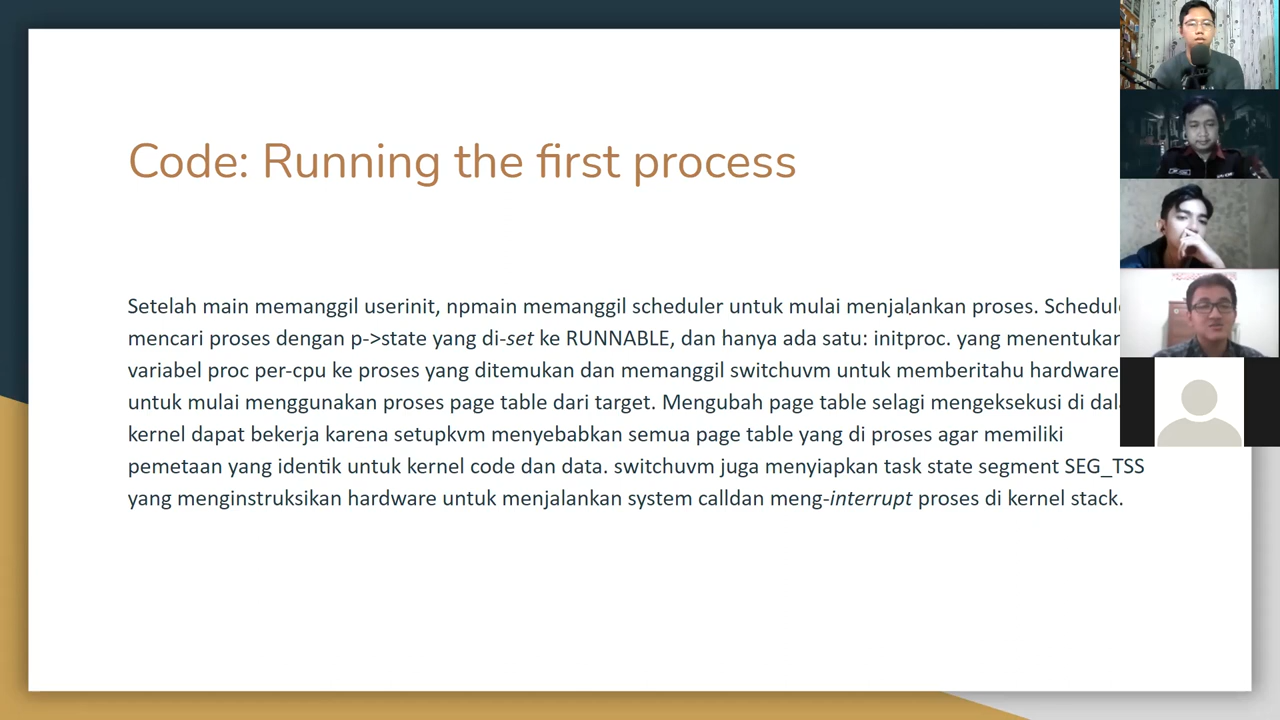 Code: Running the first process
Setelah main memanggil userinit, npmain memanggil scheduler untuk mulai menjalankan proses.
mencari proses dengan p->state yang di-set ke RUNNABLE, dan hanya ada satu: initproc. yang menentukan
variabel proc per-cpu ke proses yang ditemukan dan memanggil switchuvm untuk memberitahu hardware
untuk mulai menggunakan proses page table dari target. Mengubah page table selagi mengeksekusi di
kernel dapat bekerja karena setupkvm menyebabkan semua page table yang di proses agar memiliki
pemetaan yang identik untuk kernel code dan data. switchuvm juga menyiapkan task state segment SEG_TSS
yang menginstruksikan hardware untuk menjalankan system calldan meng-interrupt proses di kernel stack.